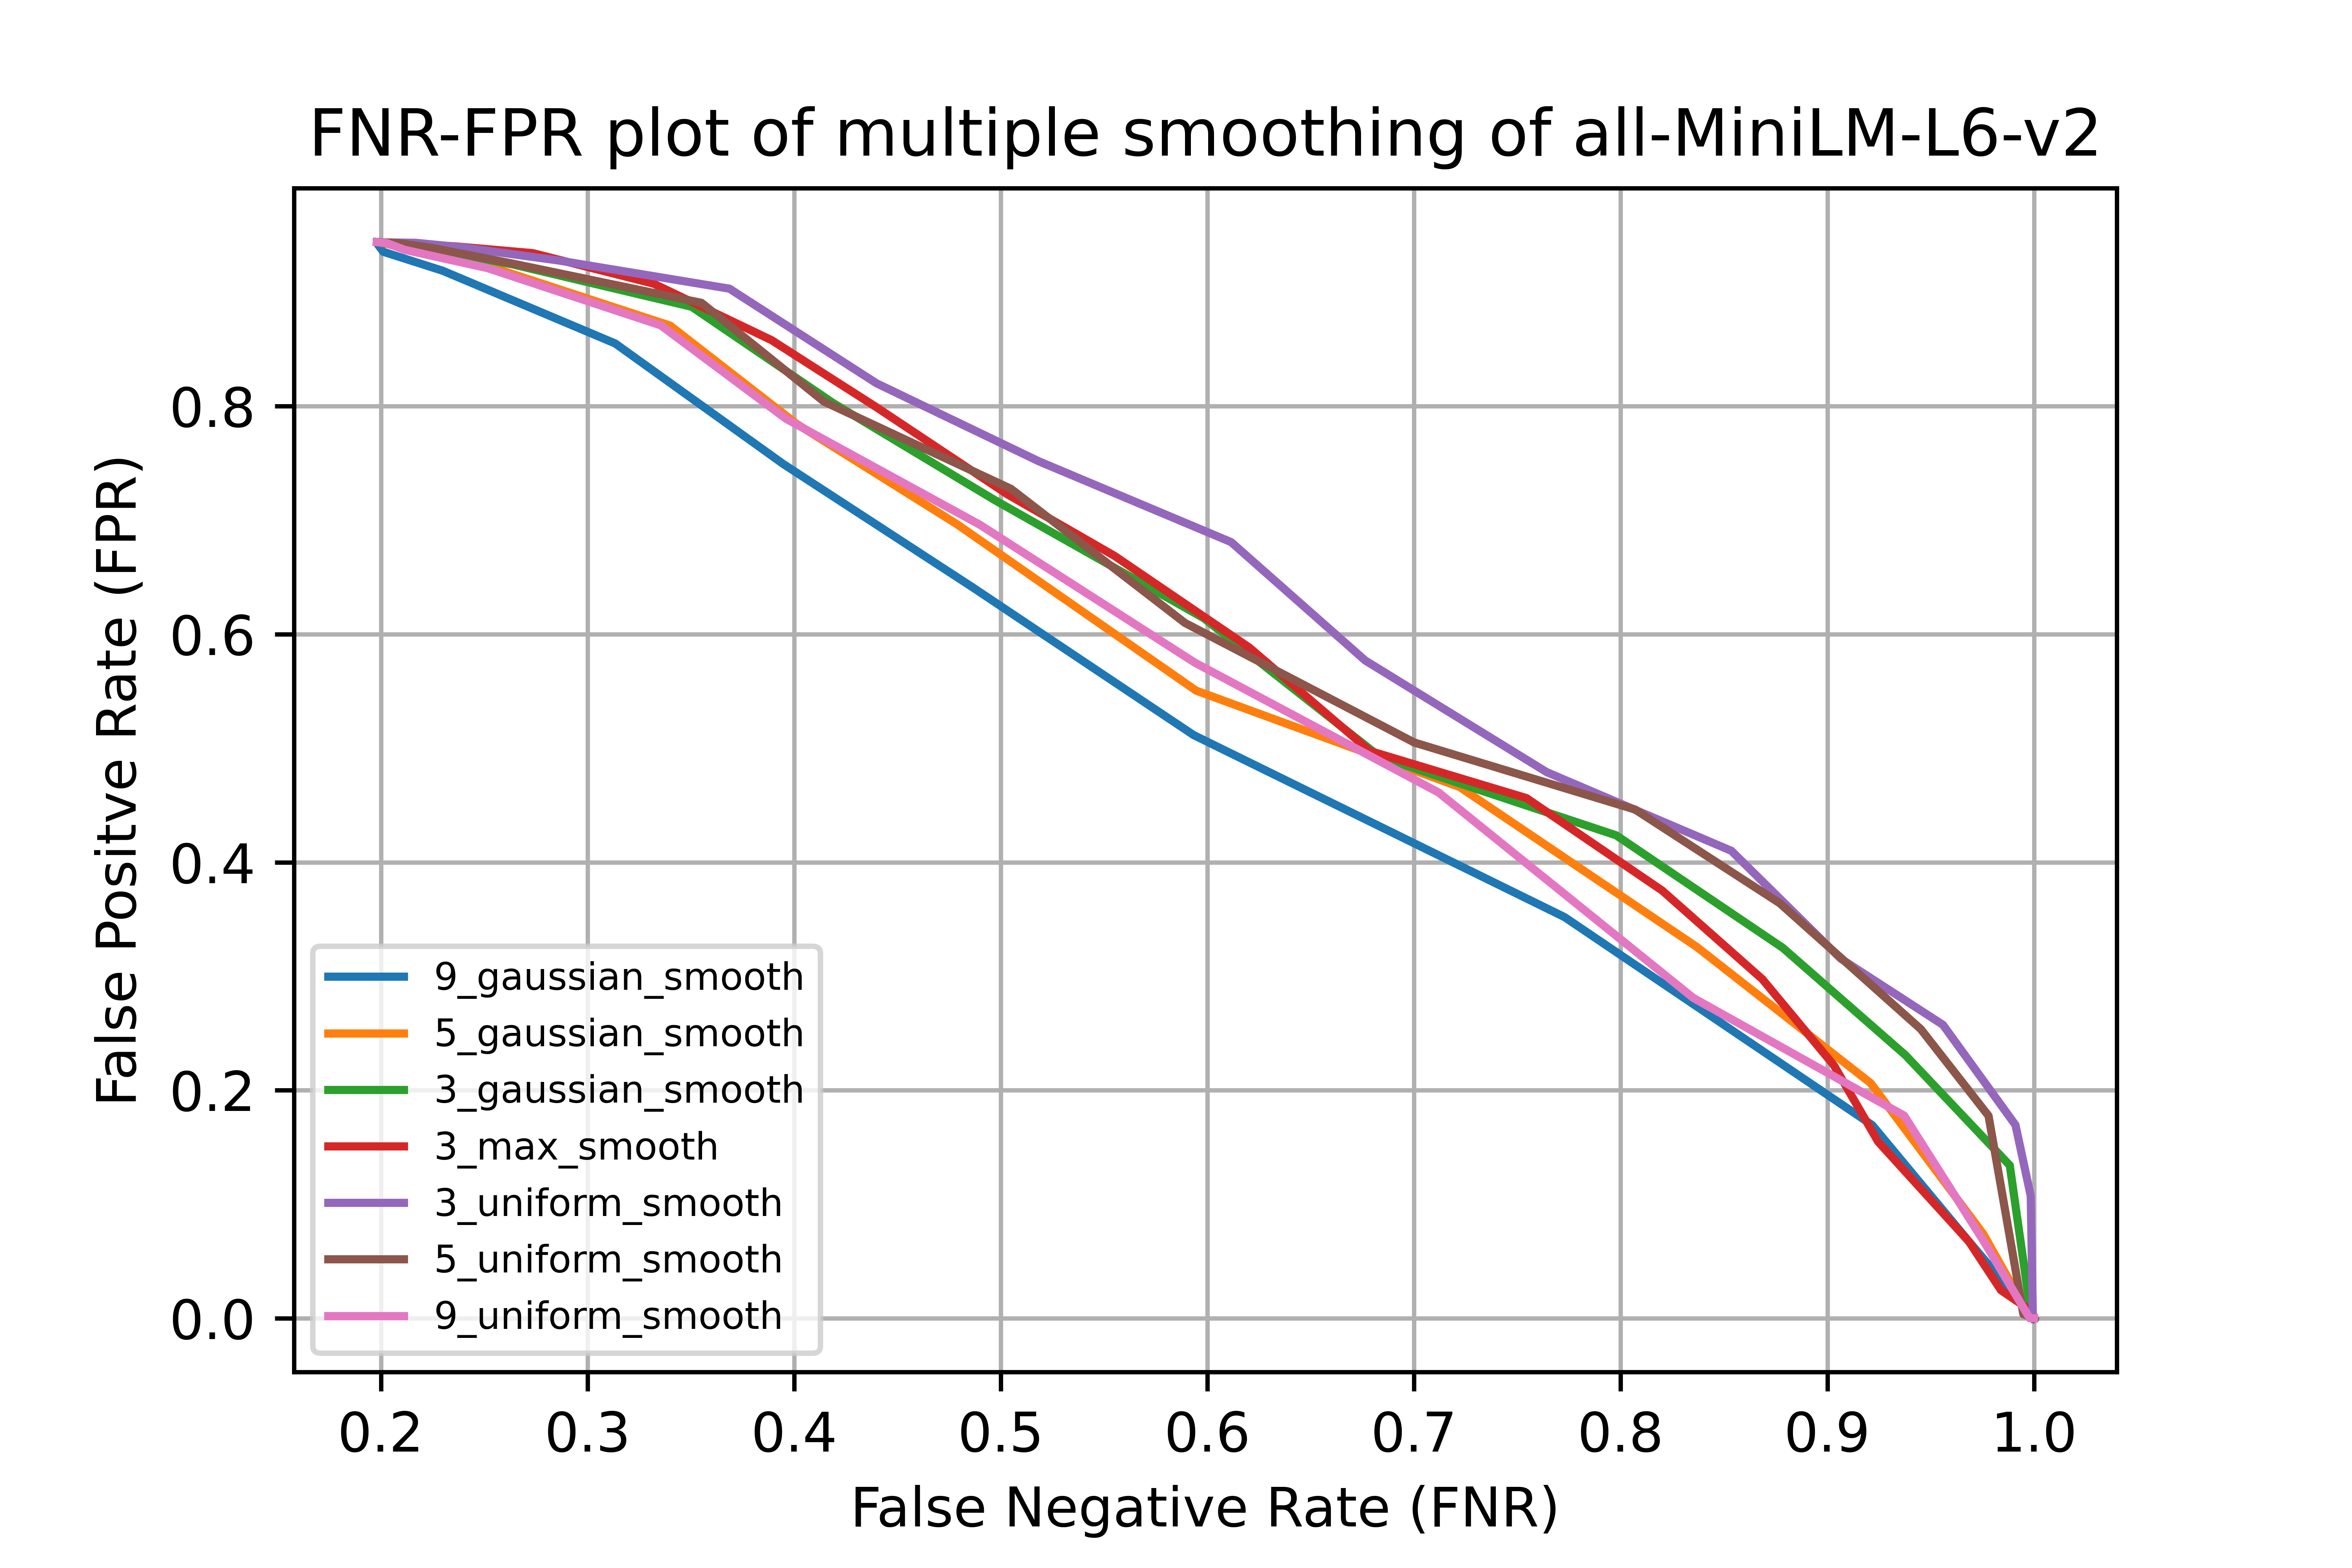 FNR-FPR plot of multiple smoothing of all-MiniLM-L6-v2
False Positve Rate (FPR)
0.8
0.6
0.4
0.2
0.0
9_gaussian_smooth
5_gaussian_smooth
3_gaussian_smooth
3_max_smooth
3_uniform_smooth
5_uniform_smooth
9_uniform_smooth
0.2 0.3 0.4 0.5 0.6 0.7 0.8 0.9 1.0
False Negative Rate (FNR)